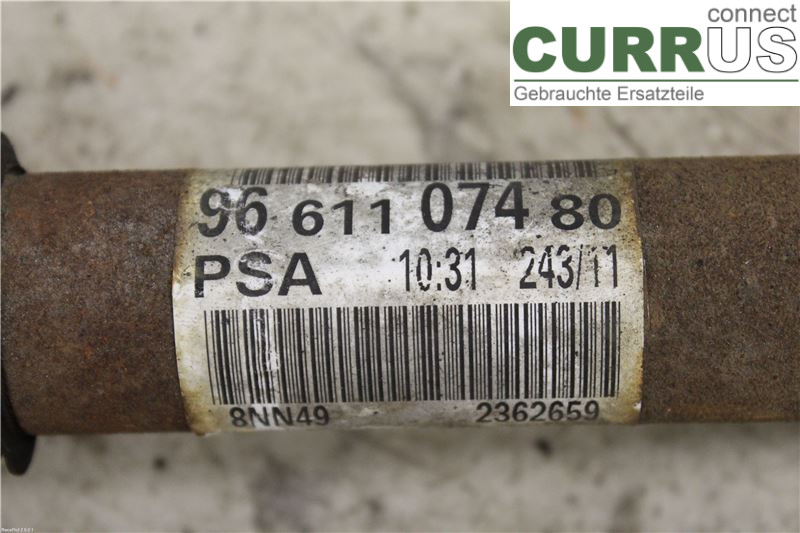 connect
CURRUS
Gebrauchte Ersatzteile
96 611 074 80
PSA 10:31 243/11
8NN49 2362659